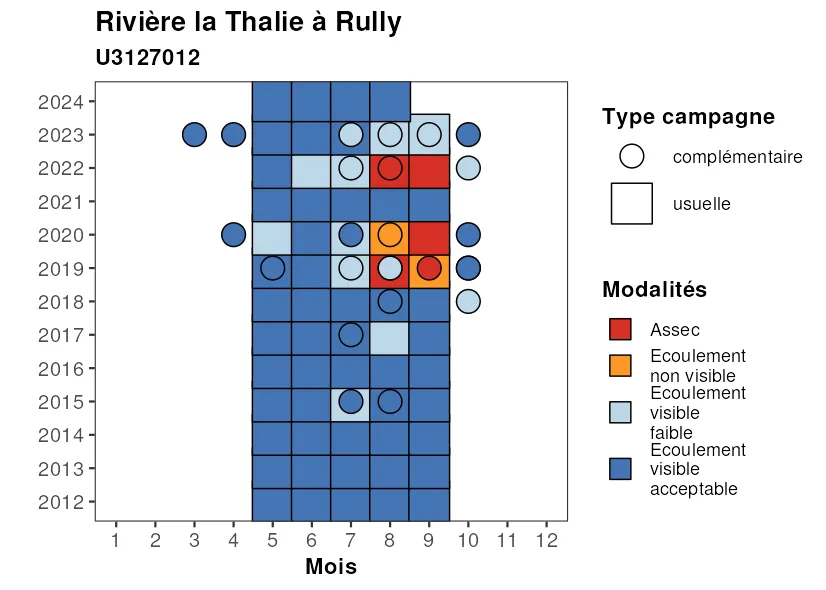 Rivière la Thalie à Rully
U3127012
2024
2023
2022
2021
2020
2019
2018
2017
2016
2015
2014
2013
2012
1 2 3 4 5 6 7 8 9 10 11 12
Mois
Type campagne
complémentaire
usuelle
Modalités
Assec
Ecoulement
non visible
Ecoulement
visible
faible
Ecoulement
visible
acceptable